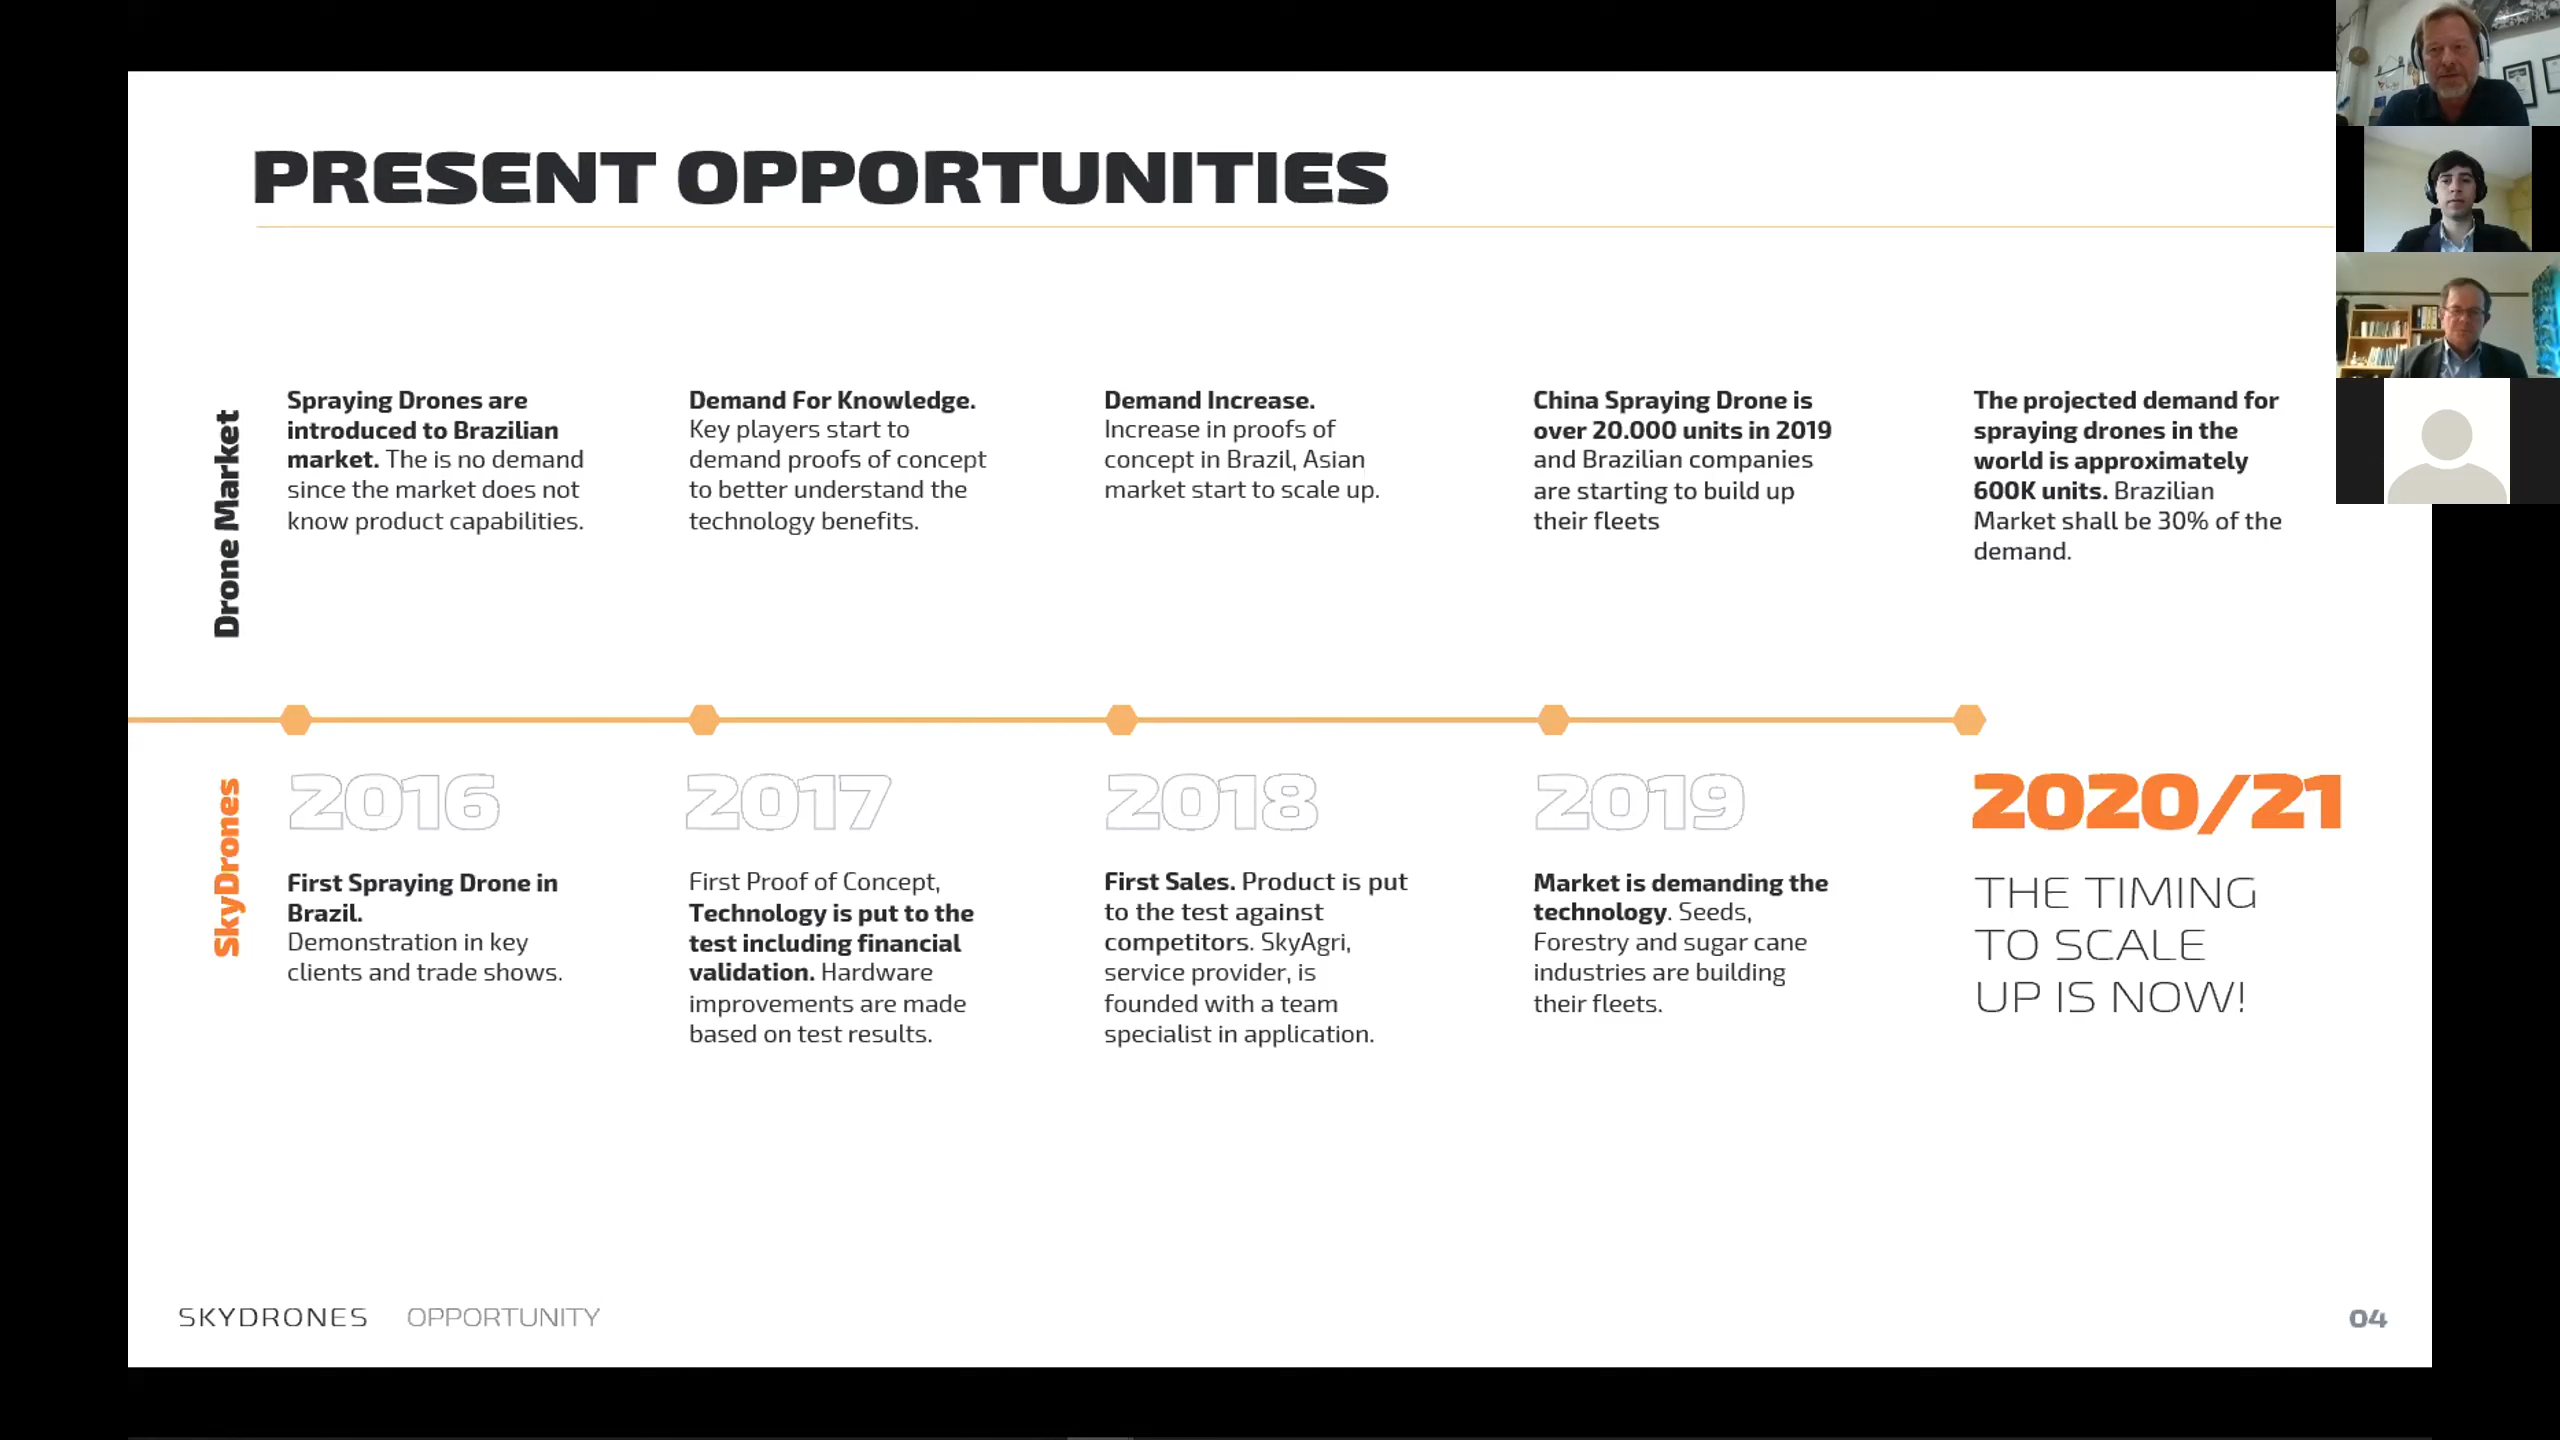 PRESENT OPPORTUNITIES
Drone Market
Spraying Drones are
introduced to Brazilian
market. The is no demand
since the market does not
know product capabilities.
Demand For Knowledge.
Key players start to
demand proofs of concept
to better understand the
technology benefits.
Demand Increase.
Increase in proofs of
concept in Brazil, Asian
market start to scale up.
China Spraying Drone is
over 20.000 units in 2019
and Brazilian companies
are starting to build up
their fleets
The projected demand for
spraying drones in the
world is approximately
600K units. Brazilian
Market shall be 30% of the
demand.
SkyDrones
2016
First Spraying Drone in
Brazil.
Demonstration in key
clients and trade shows.
2017
First Proof of Concept,
Technology is put to the
test including financial
validation. Hardware
improvements are made
based on test results.
2018
First Sales. Product is put
to the test against
competitors. SkyAgri,
service provider, is
founded with a team
specialist in application.
2019
Market is demanding the
technology. Seeds,
Forestry and sugar cane
industries are building
their fleets.
2020/21
THE TIMING
TO SCALE
UP IS NOW!
SKYDRONES OPPORTUNITY
04